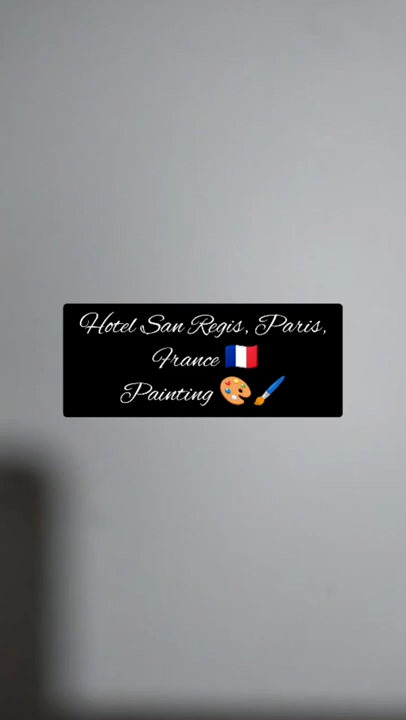 Hotel San Regis, Paris,
France 🇫🇷
Painting 🎨🖌️